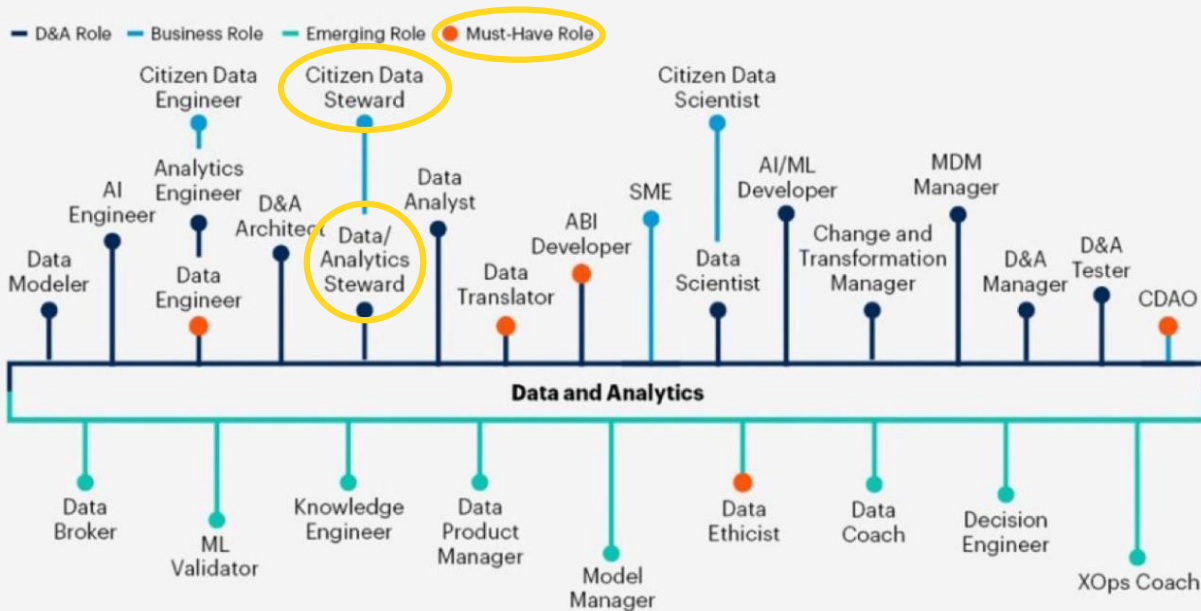 D&A Role
Business Role
Emerging Role
Must-Have Role
Citizen Data
Engineer
Citizen Data
Steward
Citizen Data
Scientist
AI
Engineer
Analytics
Engineer
D&A
Architect
Data
Analyst
SME
AI/ML
Developer
MDM
Manager
Data
Modeler
Data
Engineer
Data/
Analytics
Steward
Data
Translator
ABI
Developer
Data
Scientist
Change and
Transformation
Manager
D&A
Manager
D&A
Tester
CDAO
Data and Analytics
Data
Broker
ML
Validator
Knowledge
Engineer
Data
Product
Manager
Model
Manager
Data
Ethicist
Data
Coach
Decision
Engineer
XOps Coach